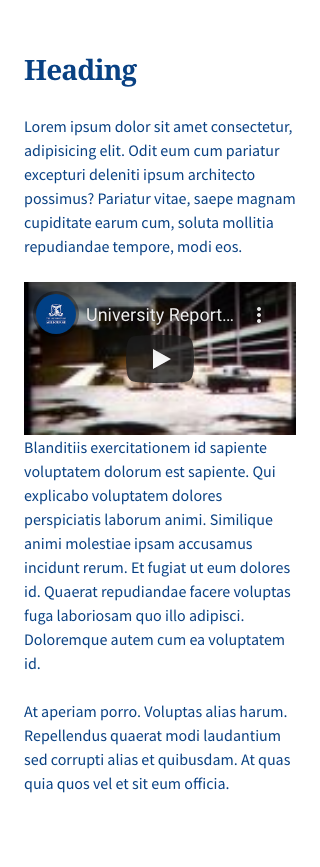 Heading
Lorem ipsum dolor sit amet consectetur,
adipisicing elit. Odit eum cum pariatur
excepturi deleniti ipsum architecto
possimus? Pariatur vitae, saepe magnam
cupiditate earum cum, soluta mollitia
repudiandae tempore, modi eos.
University Report...
Blanditiis exercitationem id sapiente
voluptatem dolorum est sapiente. Qui
explicabo voluptatem dolores
perspiciatis laborum animi. Similique
animi molestiae ipsam accusamus
incidunt rerum. Et fugiat ut eum dolores
id. Quaerat repudiandae facere voluptas
fuga laboriosam quo illo adipisci.
Doloremque autem cum ea voluptatem
id.
At aperiam porro. Voluptas alias harum.
Repellendus quaerat modi laudantium
sed corrupti alias et quibusdam. At quas
quia quos vel et sit eum officia.